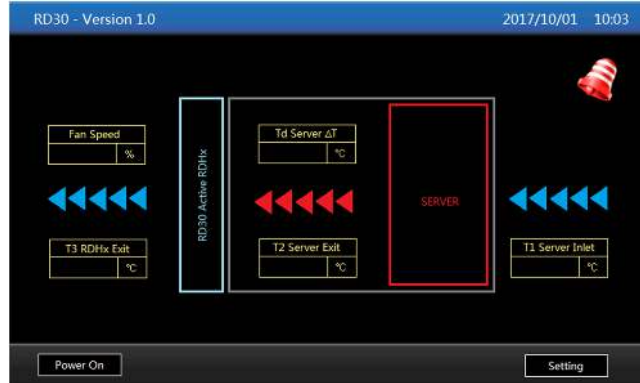 RD30 - Version 1.0
2017/10/01 10:03
Fan Speed
%
RD30 Active RDHx
Td Server ΔT
°C
SERVER
T3 RDHx Exit
°C
T2 Server Exit
°C
T1 Server Inlet
°C
Power On
Setting